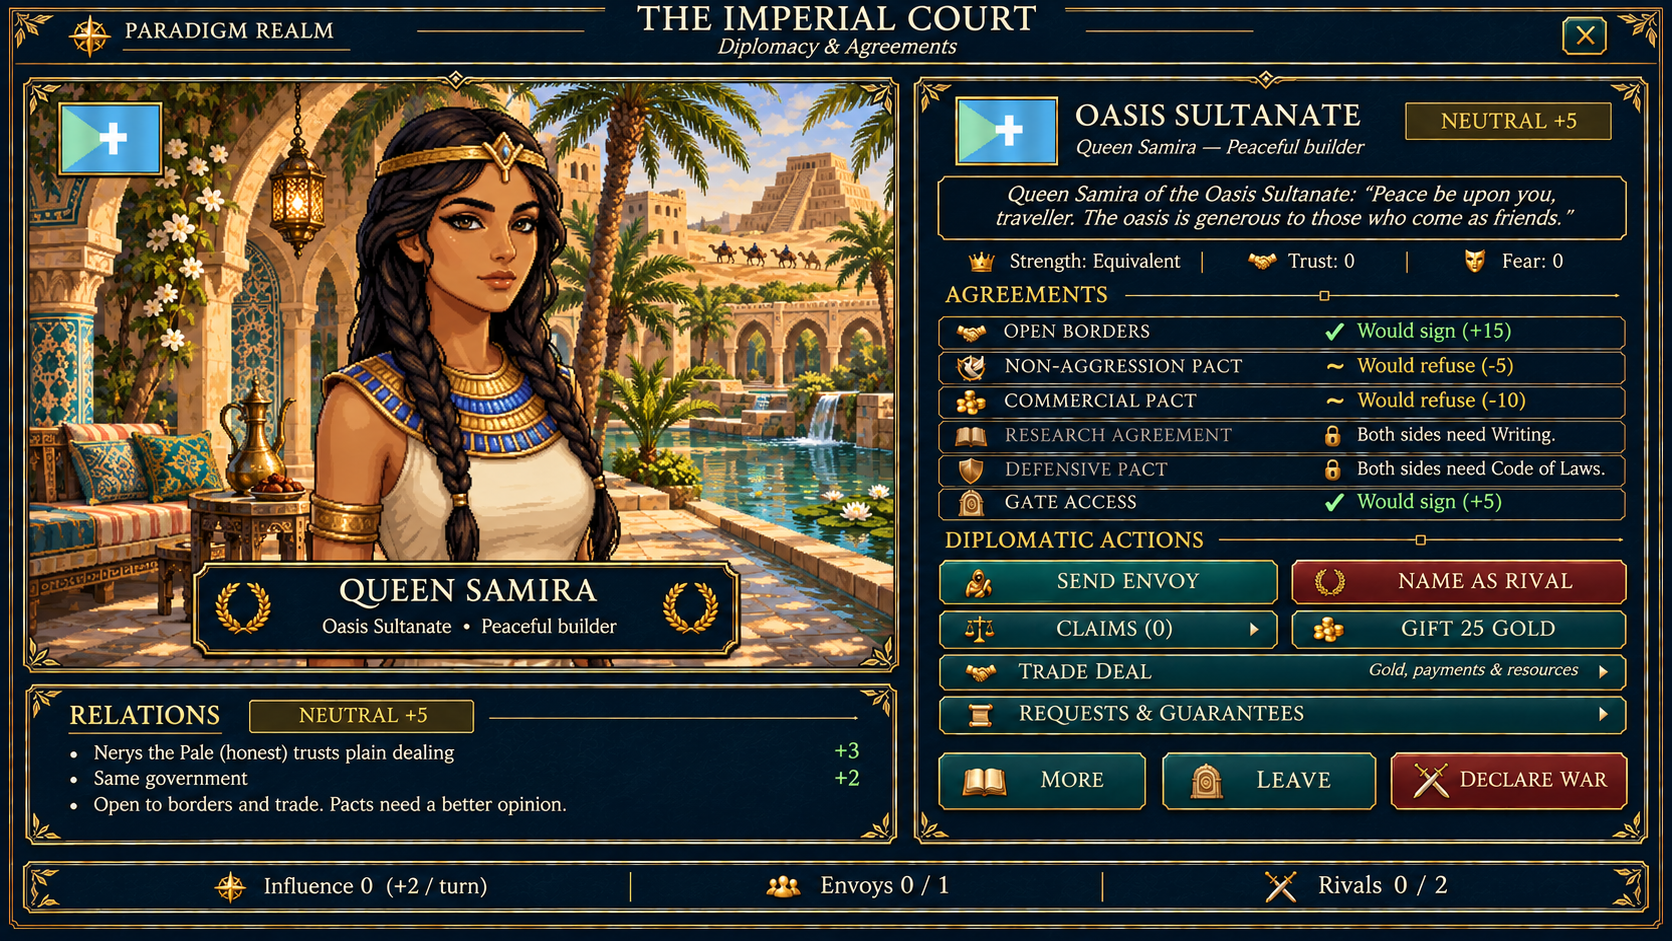 PARADIGM REALM
THE IMPERIAL COURT
Diplomacy & Agreements
QUEEN SAMIRA
Oasis Sultanate • Peaceful builder
RELATIONS
NEUTRAL +5
• Nerys the Pale (honest) trusts plain dealing +3
• Same government +2
• Open to borders and trade. Pacts need a better opinion.
OASIS SULTANATE
Queen Samira — Peaceful builder
NEUTRAL +5
Queen Samira of the Oasis Sultanate: “Peace be upon you,
traveller. The oasis is generous to those who come as friends.”
Strength: Equivalent
Trust: 0
Fear: 0
AGREEMENTS
OPEN BORDERS ✓ Would sign (+15)
NON-AGGRESSION PACT ~ Would refuse (-5)
COMMERCIAL PACT ~ Would refuse (-10)
RESEARCH AGREEMENT Both sides need Writing.
DEFENSIVE PACT Both sides need Code of Laws.
GATE ACCESS ✓ Would sign (+5)
DIPLOMATIC ACTIONS
SEND ENVOY
NAME AS RIVAL
CLAIMS (0)
GIFT 25 GOLD
TRADE DEAL Gold, payments & resources
REQUESTS & GUARANTEES
MORE
LEAVE
DECLARE WAR
Influence 0 (+2 / turn)
Envoys 0 / 1
Rivals 0 / 2